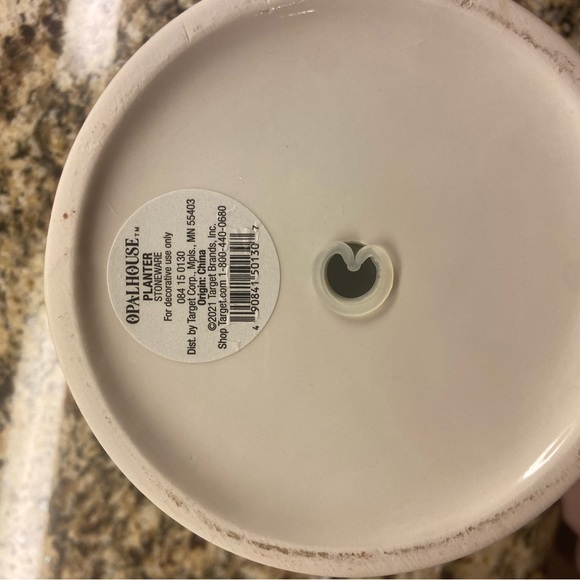 OPALHOUSE™
PLANTER
STONEWARE
For decorative use only
084 15 0130
Dist. by Target Corp., Mpls., MN 55403
Origin: China
©2021 Target Brands, Inc.
Shop Target.com 1-800-440-0680
4 90841 50130 7